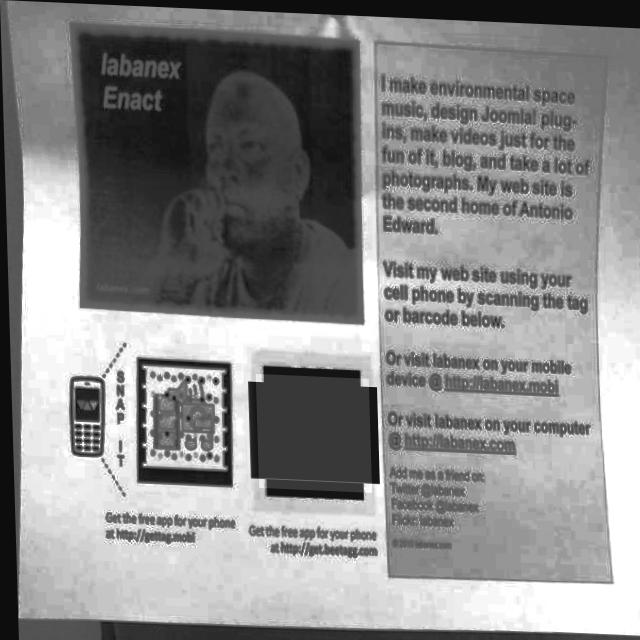 labanex
Enact
labanex.com
I make environmental space
music, design Joomla! plug-
ins, make videos just for the
fun of it, blog, and take a lot of
photographs. My web site is
the second home of Antonio
Edward.
Visit my web site using your
cell phone by scanning the tag
or barcode below.
Or visit labanex on your mobile
device @ http://labanex.mobi
Or visit labanex on your computer
@ http://labanex.com
Add me as a friend on:
Twitter @labanex
Facebook @labanex
Flickr: labanex
SNAP IT
Get the free app for your phone
at http://gettag.mobi
Get the free app for your phone
at http://get.beetagg.com